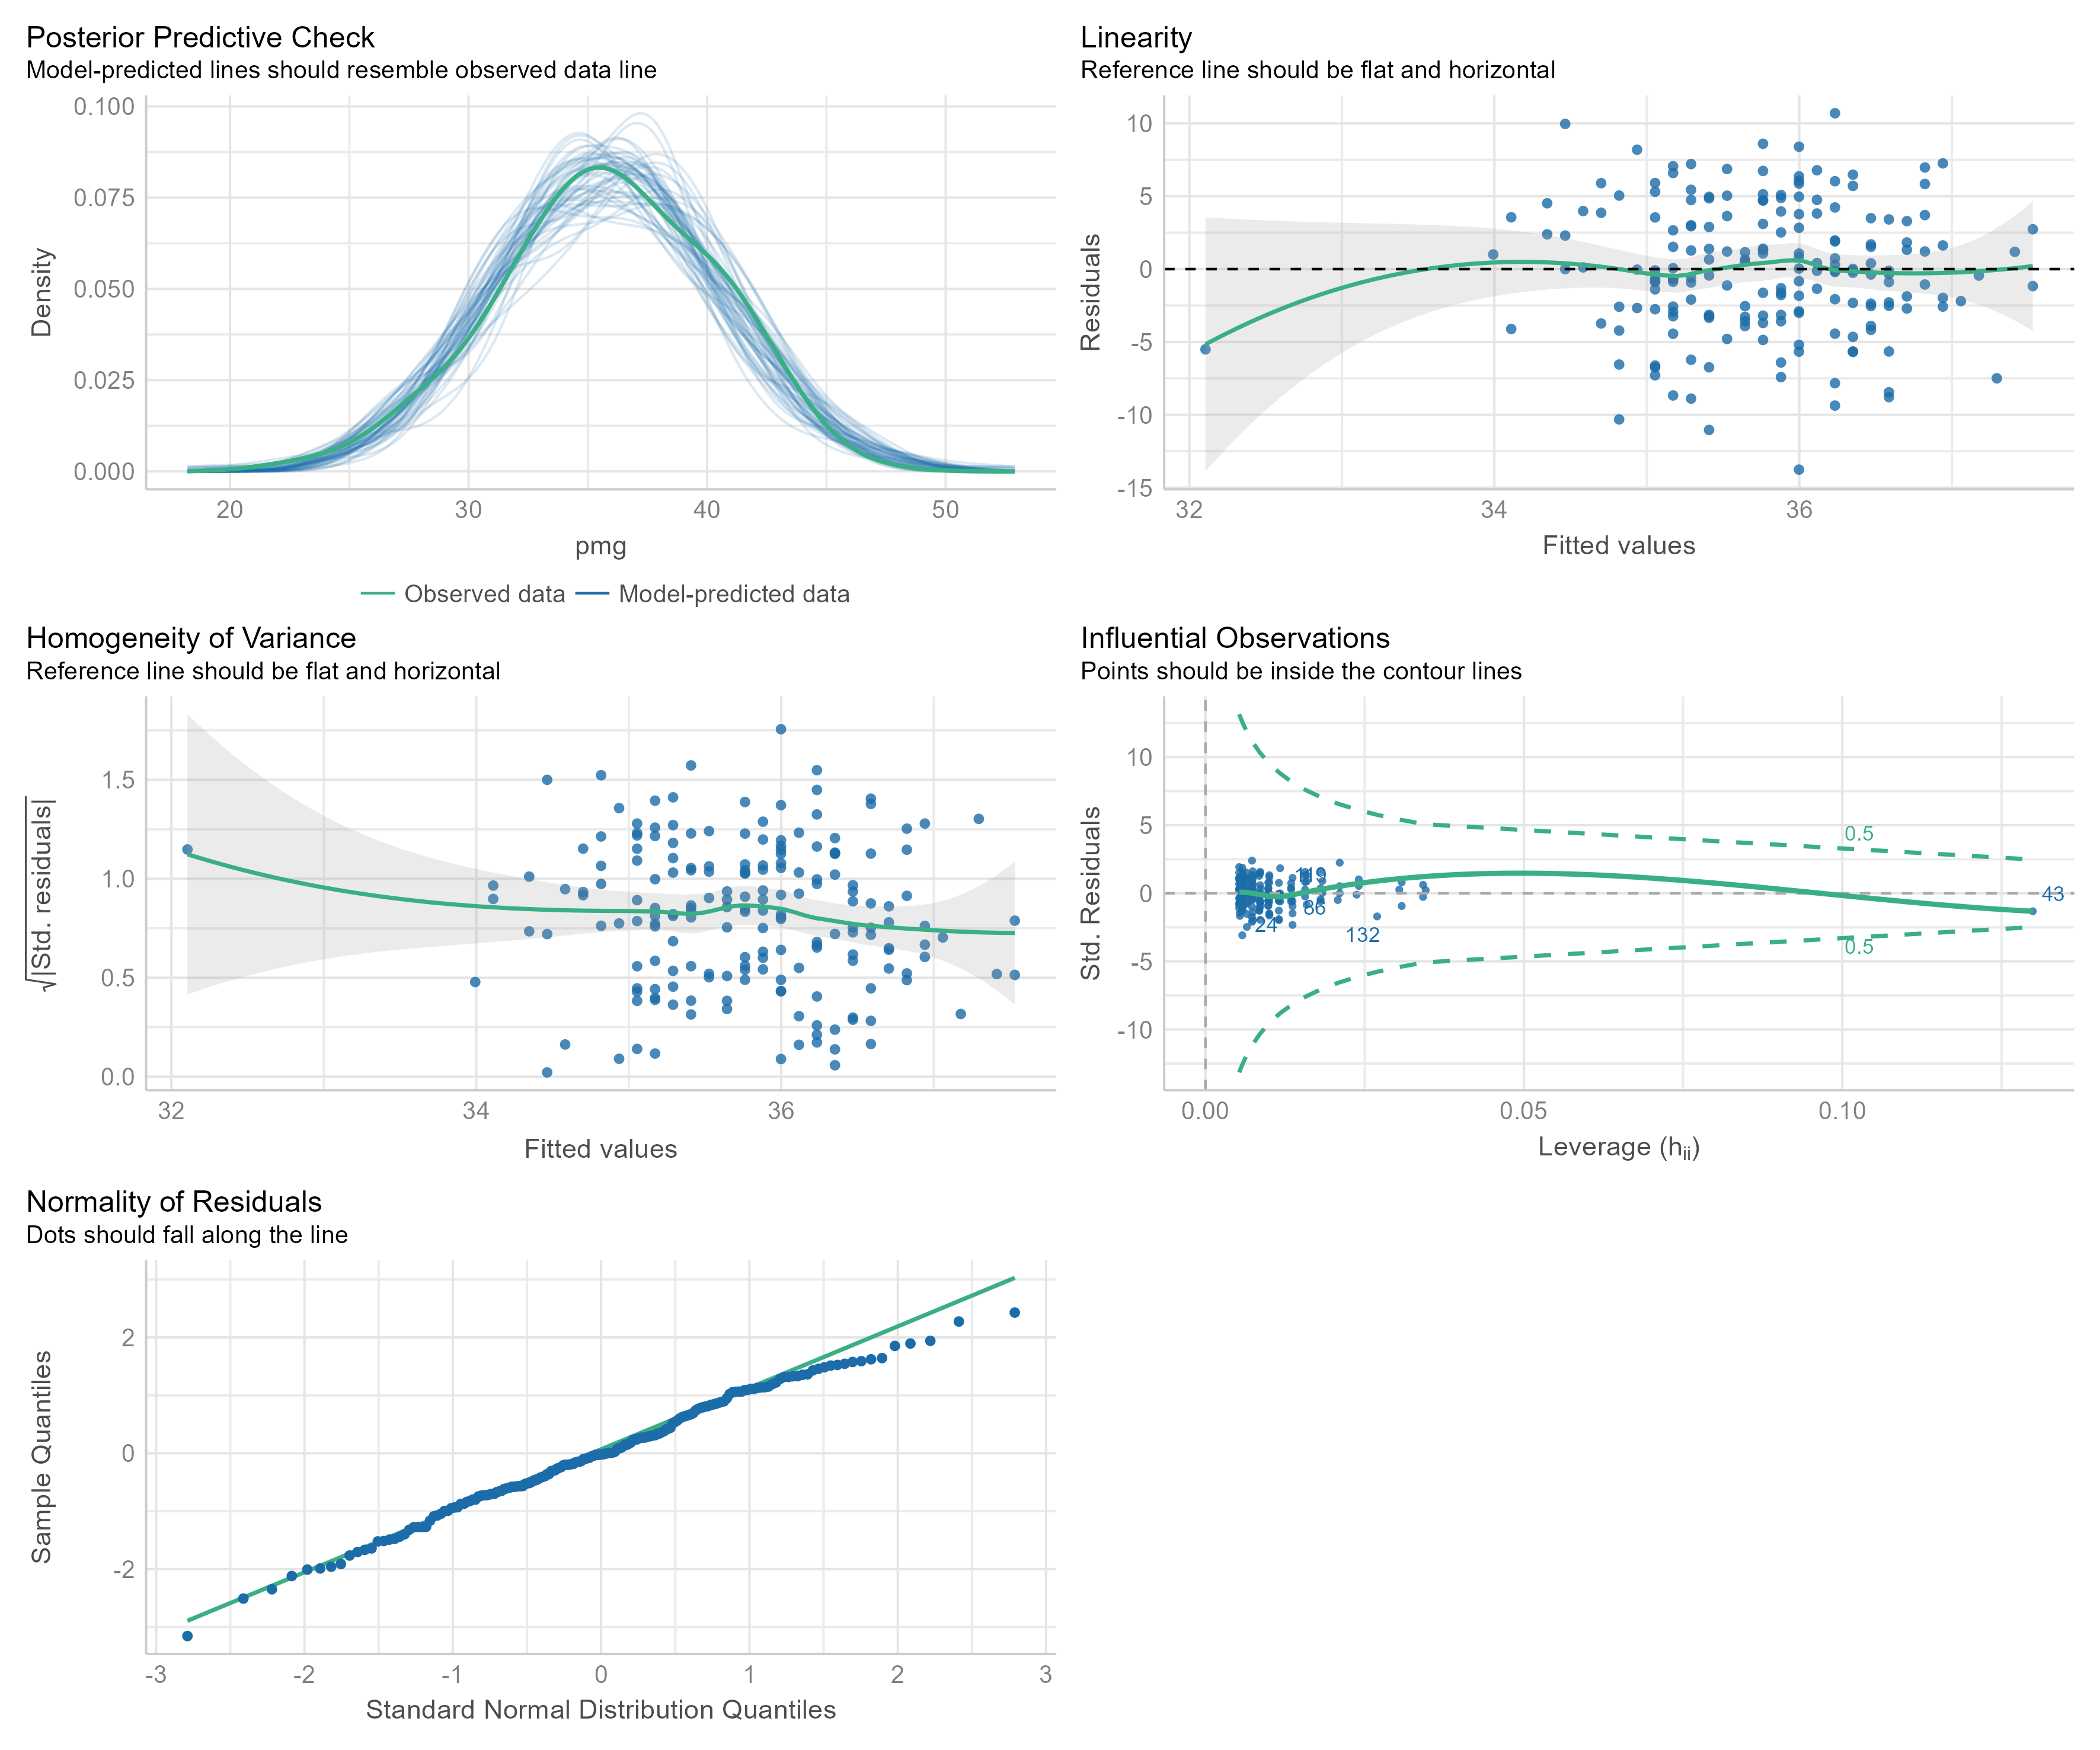 Posterior Predictive Check
Model-predicted lines should resemble observed data line
0.100
0.075
0.050
0.025
0.000
Density
20 30 40 50
pmg
Observed data Model-predicted data
Linearity
Reference line should be flat and horizontal
10
5
0
-5
-10
-15
Residuals
32 34 36
Fitted values
Homogeneity of Variance
Reference line should be flat and horizontal
1.5
1.0
0.5
0.0
√|Std. residuals|
32 34 36
Fitted values
Influential Observations
Points should be inside the contour lines
10
5
0
-5
-10
Std. Residuals
0.5
43
86
24
132
0.5
0.00 0.05 0.10
Leverage (hii)
Normality of Residuals
Dots should fall along the line
2
0
-2
Sample Quantiles
-3 -2 -1 0 1 2 3
Standard Normal Distribution Quantiles